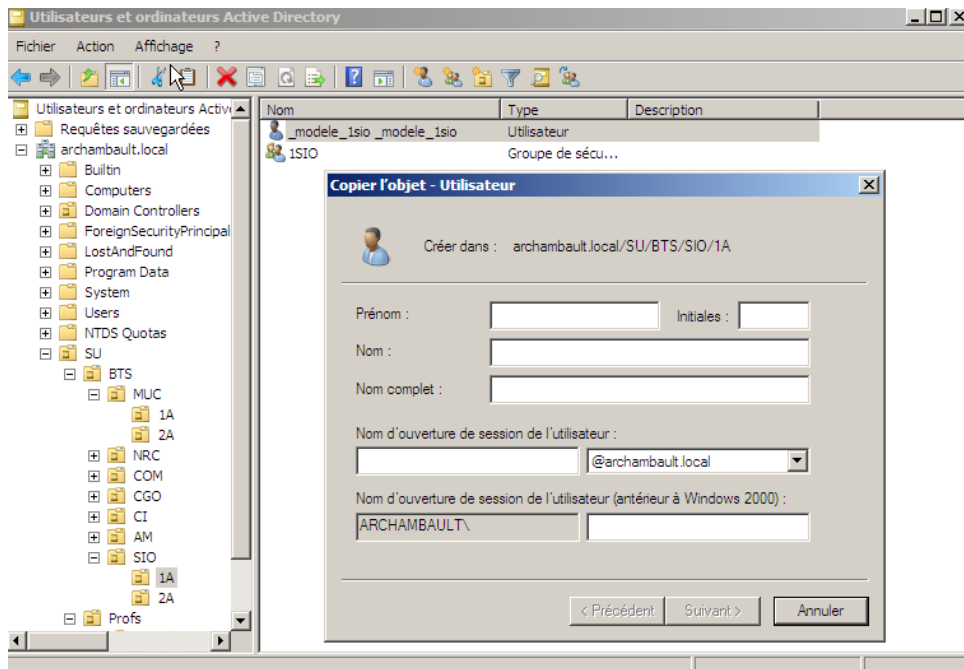 Utilisateurs et ordinateurs Active Directory
Fichier Action Affichage ?
Utilisateurs et ordinateurs Activ
Requêtes sauvegardées
archambault.local
Builtin
Computers
Domain Controllers
ForeignSecurityPrincipal
LostAndFound
Program Data
System
Users
NTDS Quotas
SU
BTS
MUC
1A
2A
NRC
COM
CGO
CI
AM
SIO
1A
2A
Profs
Nom Type Description
_modele_1sio _modele_1sio Utilisateur
1SIO Groupe de sécu...
Copier l'objet - Utilisateur
Créer dans : archambault.local/SU/BTS/SIO/1A
Prénom : Initiales :
Nom :
Nom complet :
Nom d'ouverture de session de l'utilisateur :
@archambault.local
Nom d'ouverture de session de l'utilisateur (antérieur à Windows 2000) :
ARCHAMBAULT\
< Précédent Suivant > Annuler